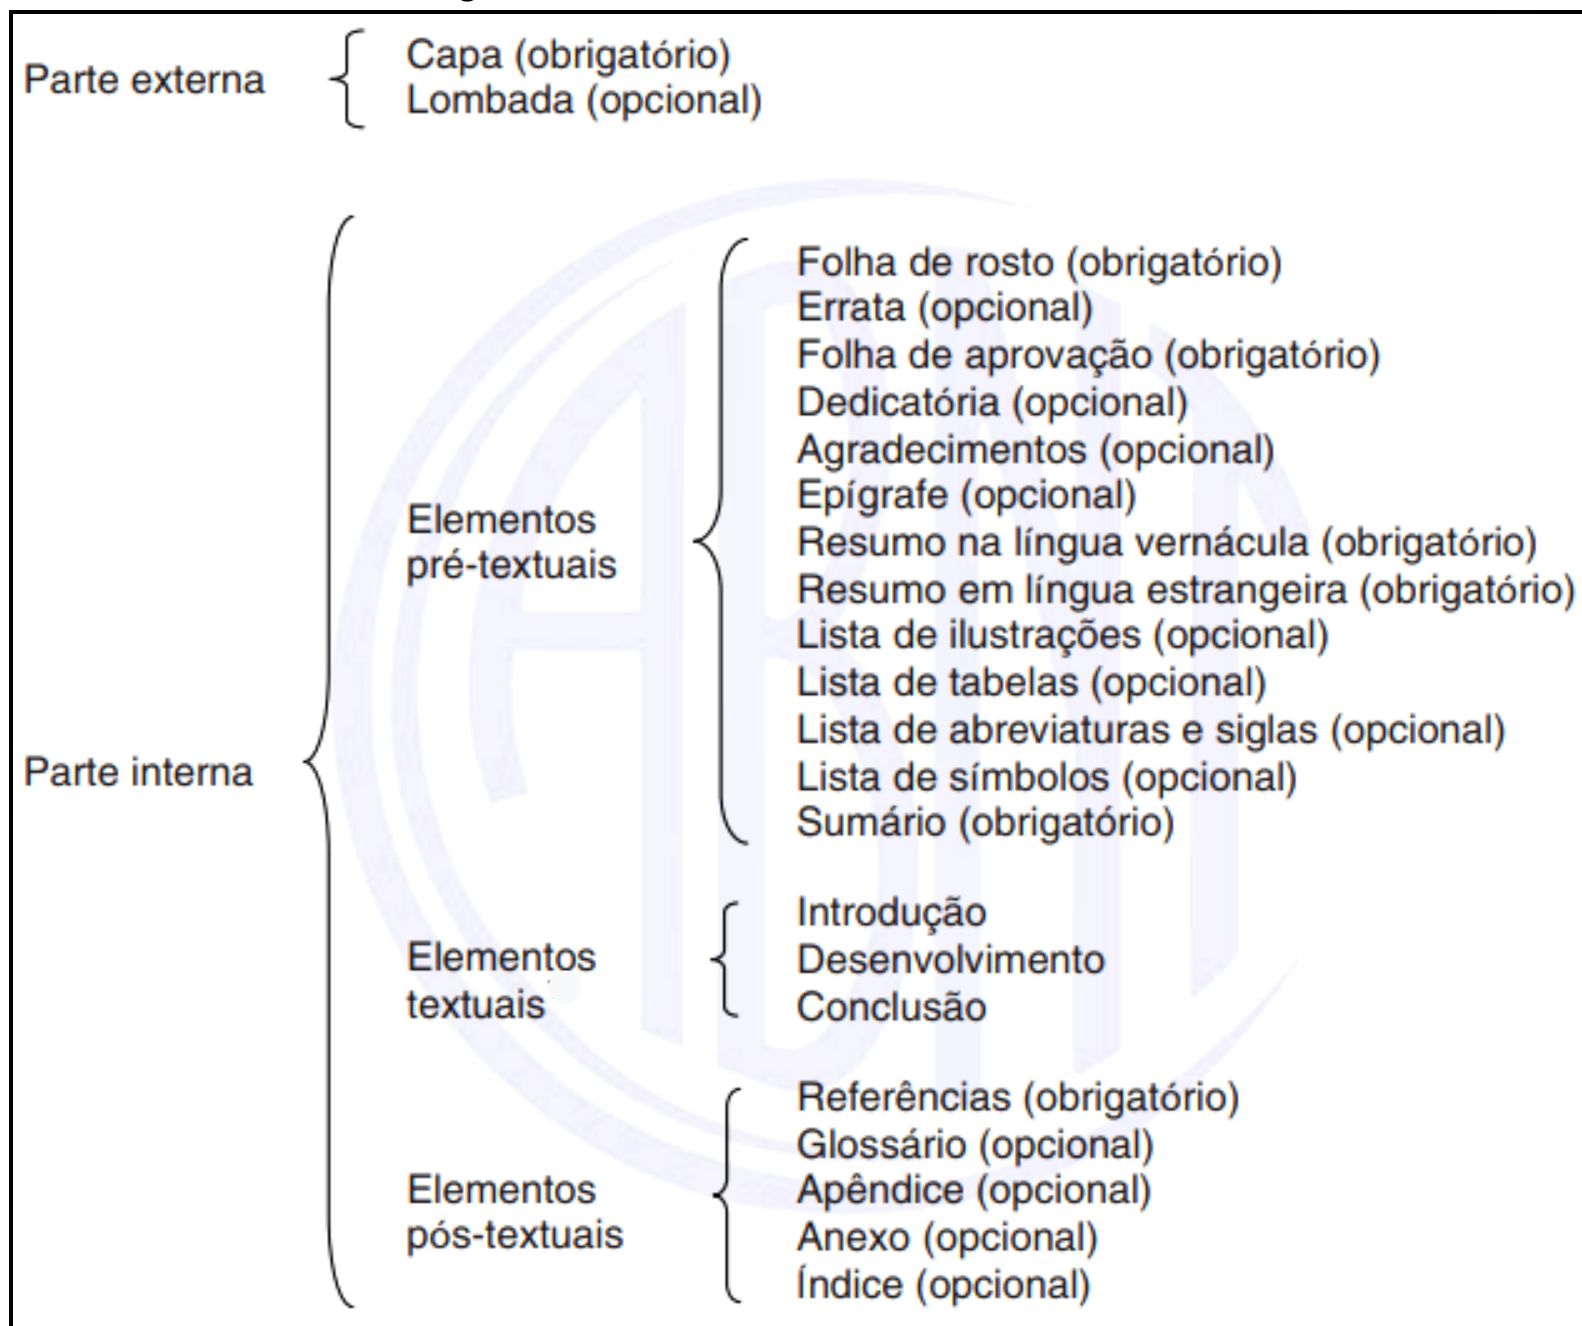 Parte externa
Capa (obrigatório)
Lombada (opcional)
Parte interna
Elementos
pré-textuais
Folha de rosto (obrigatório)
Errata (opcional)
Folha de aprovação (obrigatório)
Dedicatória (opcional)
Agradecimentos (opcional)
Epígrafe (opcional)
Resumo na língua vernácula (obrigatório)
Resumo em língua estrangeira (obrigatório)
Lista de ilustrações (opcional)
Lista de tabelas (opcional)
Lista de abreviaturas e siglas (opcional)
Lista de símbolos (opcional)
Sumário (obrigatório)
Elementos
textuais
Introdução
Desenvolvimento
Conclusão
Elementos
pós-textuais
Referências (obrigatório)
Glossário (opcional)
Apêndice (opcional)
Anexo (opcional)
Índice (opcional)
ABNT